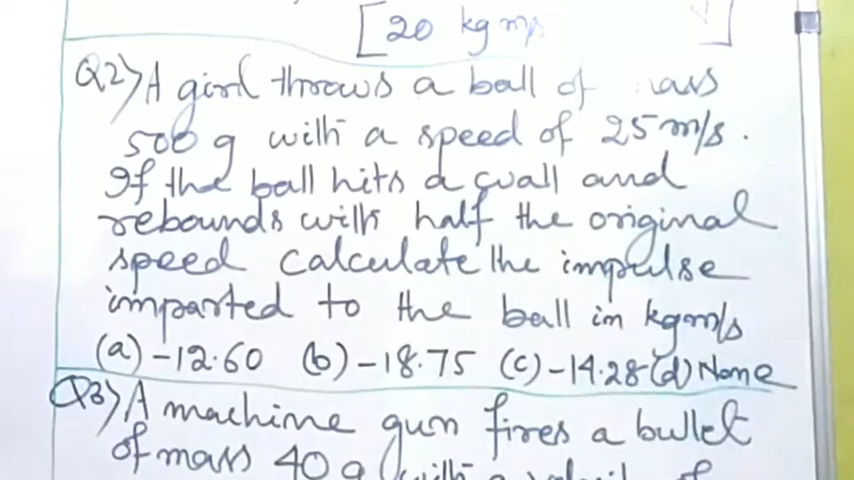 [20 kg m/s ]
Q2> A girl throws a ball of mass
500 g with a speed of 25 m/s.
If the ball hits a wall and
rebounds with half the original
speed calculate the impulse
imparted to the ball in kgm/s
(a) -12.60 (b) -18.75 (c) -14.28 (d) None
Q3> A machine gun fires a bullet
of mass 40 g with a of